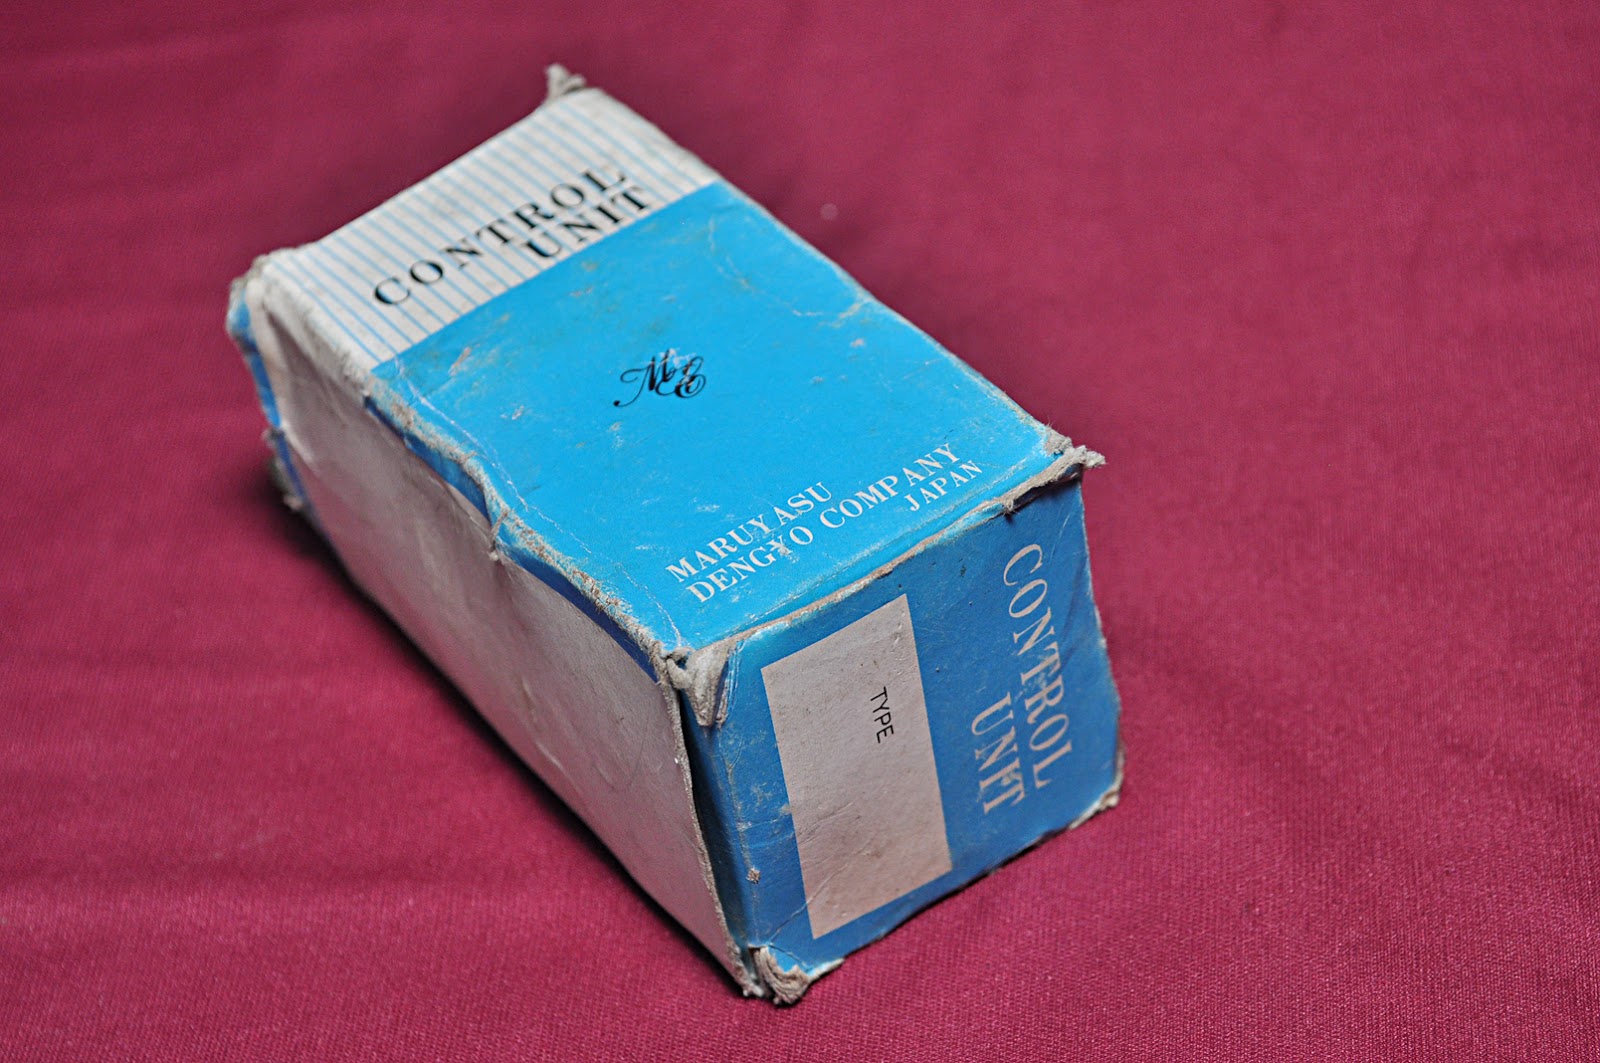 CONTROL
UNIT
ME
MARUYASU
DENGYO COMPANY
JAPAN
CONTROL
UNIT
TYPE